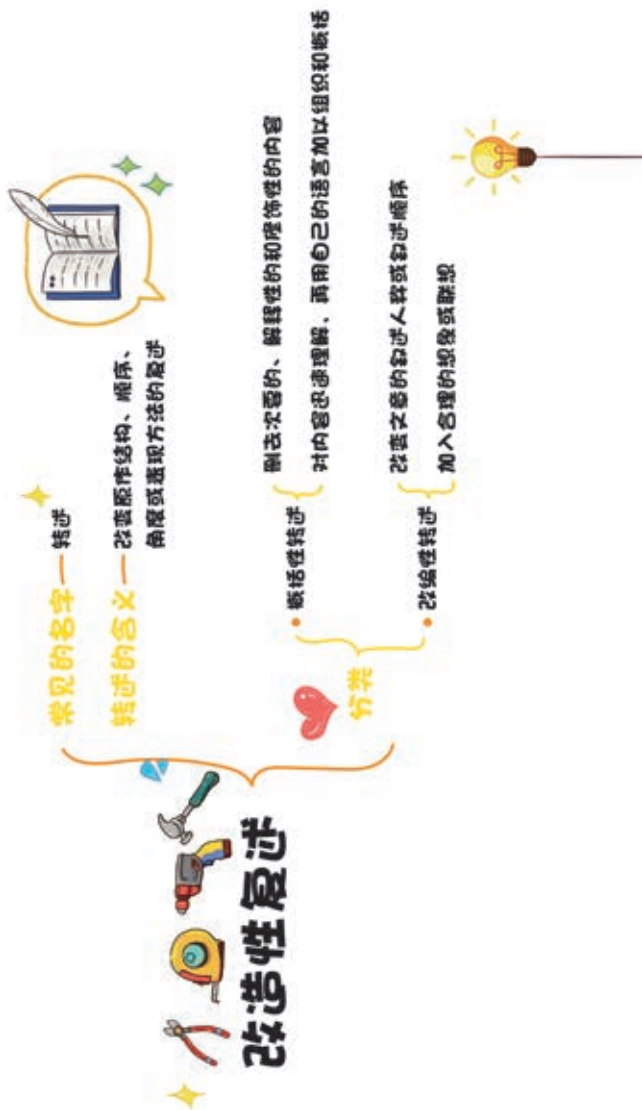 改造性复述
常见的名字
转述
转述的含义
改变原作结构、顺序、
角度或表现方法的复述
分类
概括性转述
删去次要的、解释性的和修饰性的内容
对内容迅速理解，再用自己的语言加以组织和概括
改编性转述
改变文章的叙述人称或叙述顺序
加入合理的想象或联想